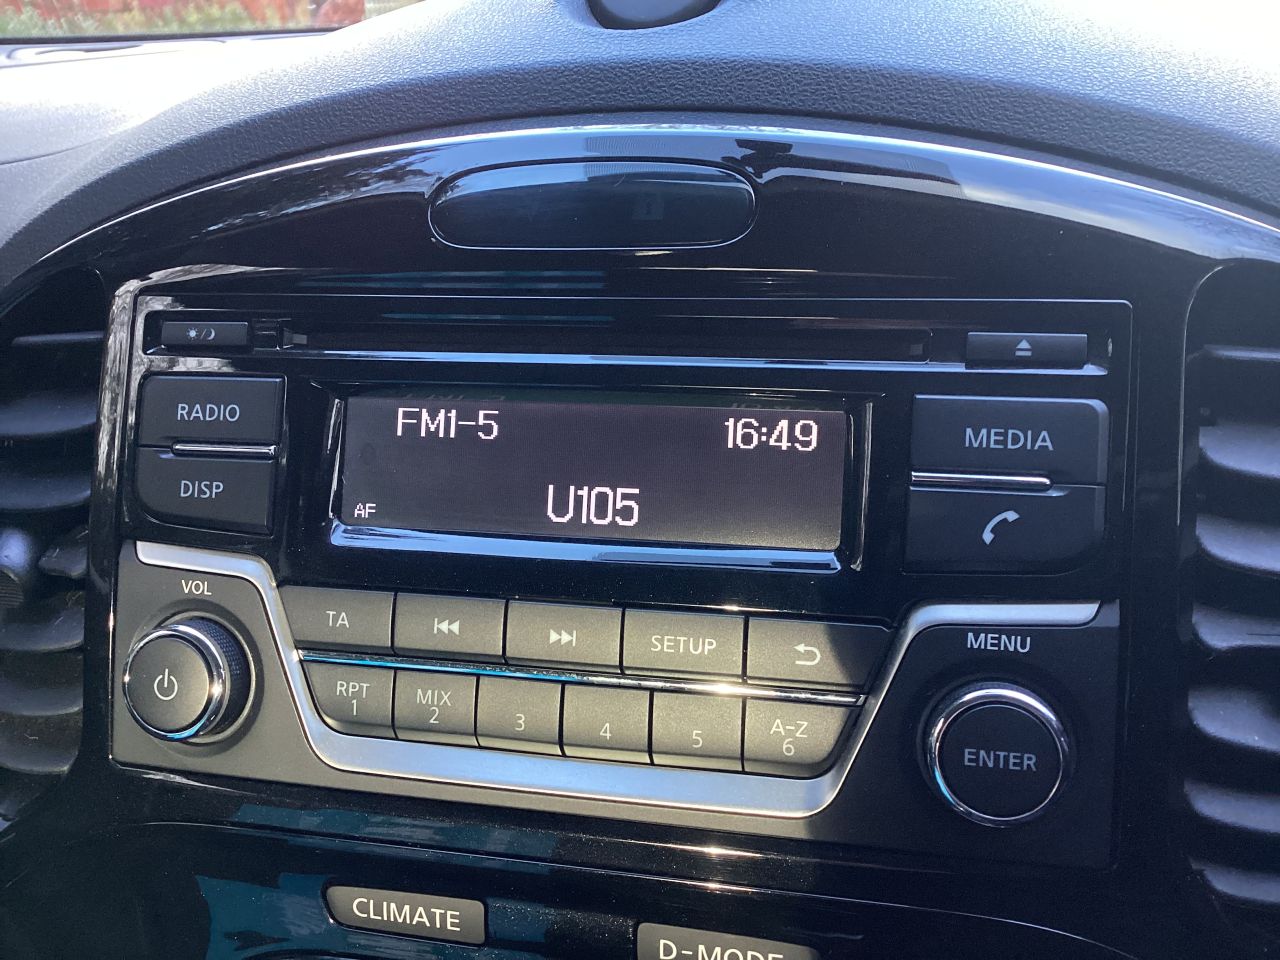 RADIO
DISP
FM1-5
16:49
AF
U105
MEDIA
VOL
TA
SETUP
MENU
RPT
1
MIX
2
3
4
5
A-Z
6
ENTER
CLIMATE
D-MODE